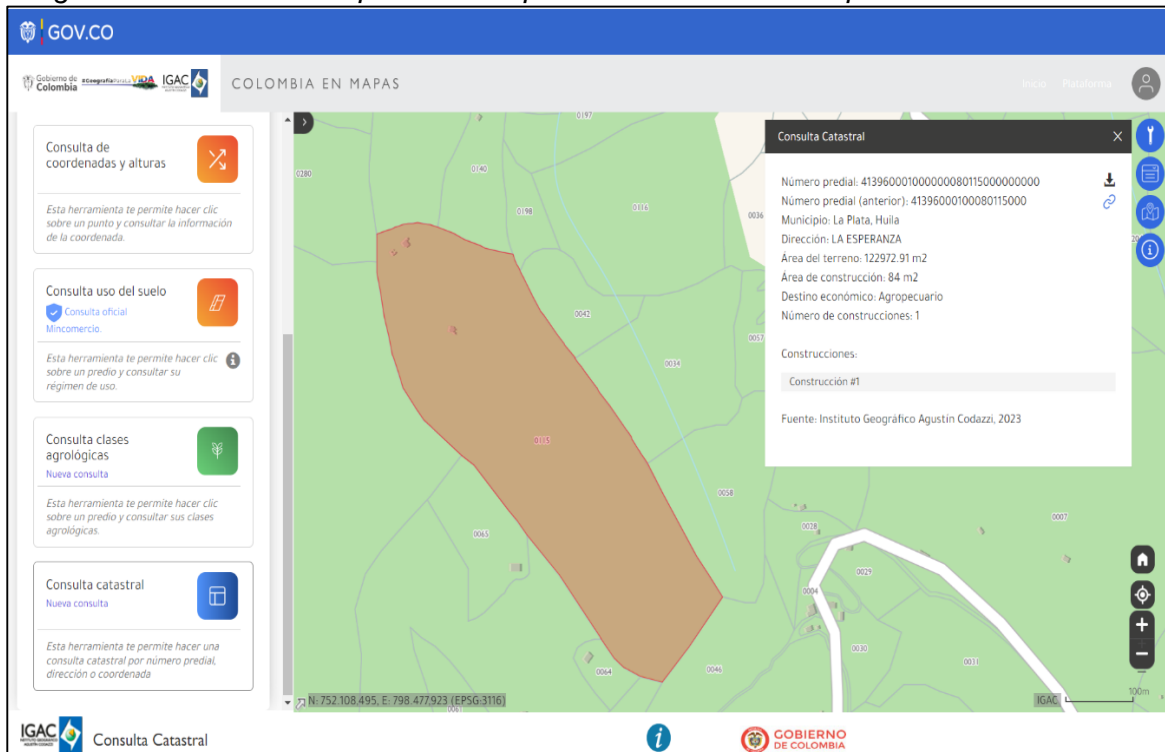 GOV.CO
Gobierno de
Colombia
VIDA
IGAC
COLOMBIA EN MAPAS
Inicio
Plataforma
Consulta de
coordenadas y alturas
Esta herramienta te permite hacer clic
sobre un punto y consultar la información
de la coordenada.
Consulta uso del suelo
Consulta oficial
Mincomercio.
Esta herramienta te permite hacer clic
sobre un predio y consultar su
régimen de uso.
Consulta clases
agrológicas
Nueva consulta
Esta herramienta te permite hacer clic
sobre un predio y consultar sus clases
agrológicas.
Consulta catastral
Nueva consulta
Esta herramienta te permite hacer una
consulta catastral por número predial,
dirección o coordenada
0197
0280
0140
0198
0116
0036
0042
0057
0034
0115
0058
0065
0028
0007
0029
0004
0030
0031
0064
0046
Consulta Catastral
Número predial: 413960001000000080115000000000
Número predial (anterior): 41396000100080115000
Municipio: La Plata, Huila
Dirección: LA ESPERANZA
Área del terreno: 122972.91 m2
Área de construcción: 84 m2
Destino económico: Agropecuario
Número de construcciones: 1
Construcciones:
Construcción #1
Fuente: Instituto Geográfico Agustín Codazzi, 2023
N: 752.108,495, E: 798.477,923 (EPSG:3116)
IGAC
100m
IGAC
Consulta Catastral
GOBIERNO
DE COLOMBIA